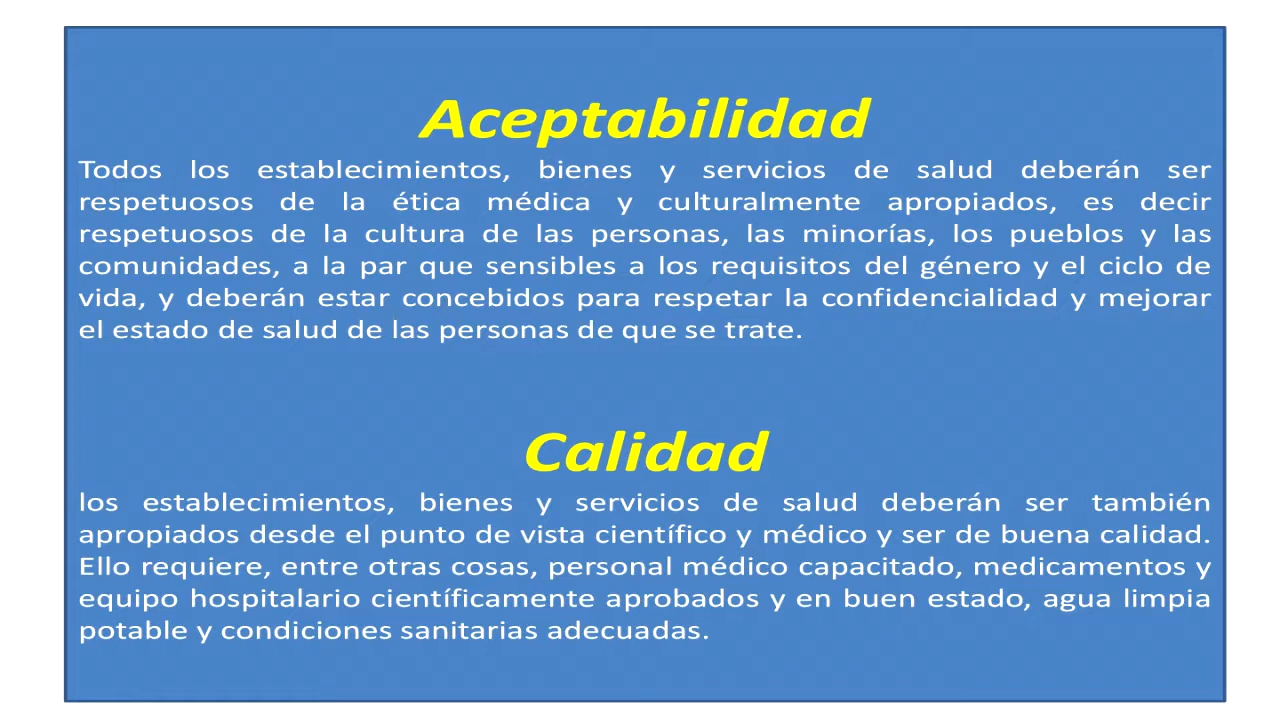 Aceptabilidad
Todos los establecimientos, bienes y servicios de salud deberán ser
respetuosos de la ética médica y culturalmente apropiados, es decir
respetuosos de la cultura de las personas, las minorías, los pueblos y las
comunidades, a la par que sensibles a los requisitos del género y el ciclo de
vida, y deberán estar concebidos para respetar la confidencialidad y mejorar
el estado de salud de las personas de que se trate.
Calidad
los establecimientos, bienes y servicios de salud deberán ser también
apropiados desde el punto de vista científico y médico y ser de buena calidad.
Ello requiere, entre otras cosas, personal médico capacitado, medicamentos y
equipo hospitalario científicamente aprobados y en buen estado, agua limpia
potable y condiciones sanitarias adecuadas.